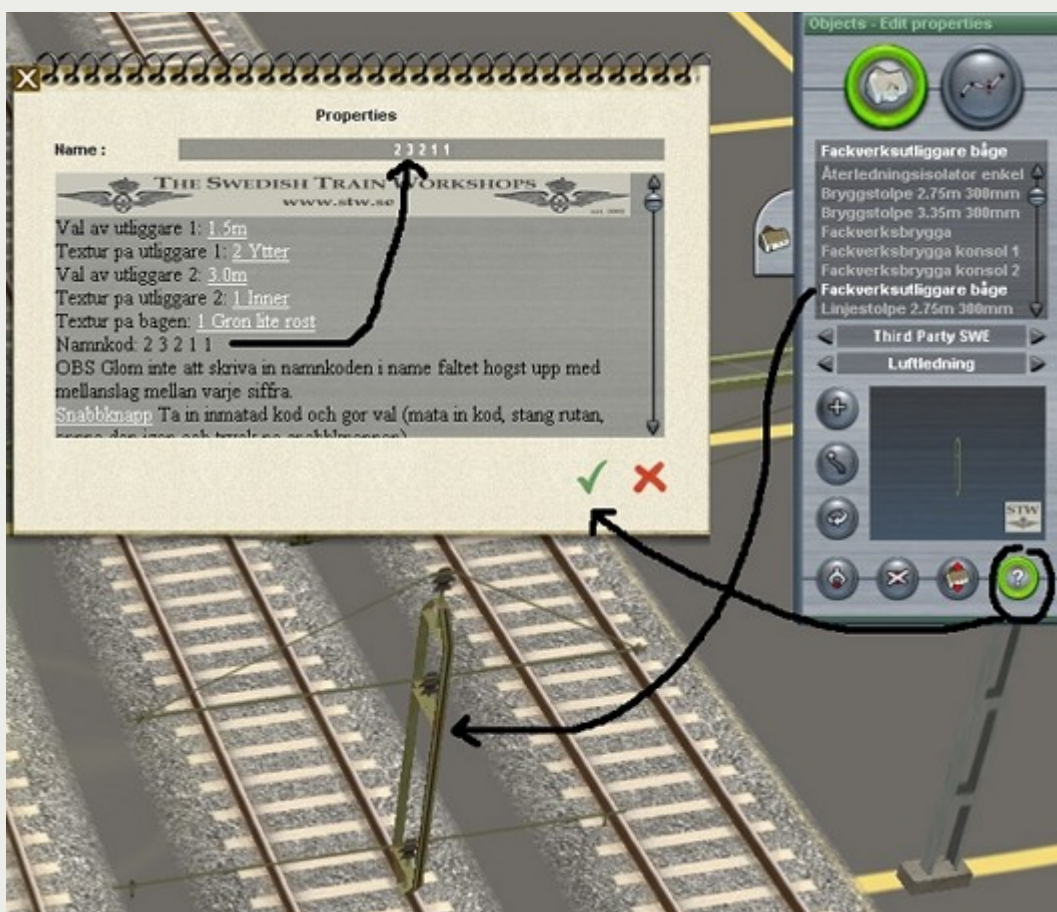 Objects - Edit properties
Properties
Name :
2 3 2 1 1
THE SWEDISH TRAIN WORKSHOPS
www.stw.se
Val av utliggare 1: 1.5m
Textur pa utliggare 1: 2 Ytter
Val av utliggare 2: 3.0m
Textur pa utliggare 2: 1 Inner
Textur pa bagen: 1 Gron lite rost
Namnkod: 2 3 2 1 1
OBS Glom inte att skriva in namnkoden i name faltet hogst upp med
mellanslag mellan varje siffra.
Snabbknapp Ta in inmatad kod och gor val (mata in kod, stang rutan,
Fackverksutliggare båge
Återledningsisolator enkel
Bryggstolpe 2.75m 300mm
Bryggstolpe 3.35m 300mm
Fackverksbrygga
Fackverksbrygga konsol 1
Fackverksbrygga konsol 2
Fackverksutliggare båge
Linjestolpe 2.75m 300mm
Third Party SWE
Luftledning
STW
?